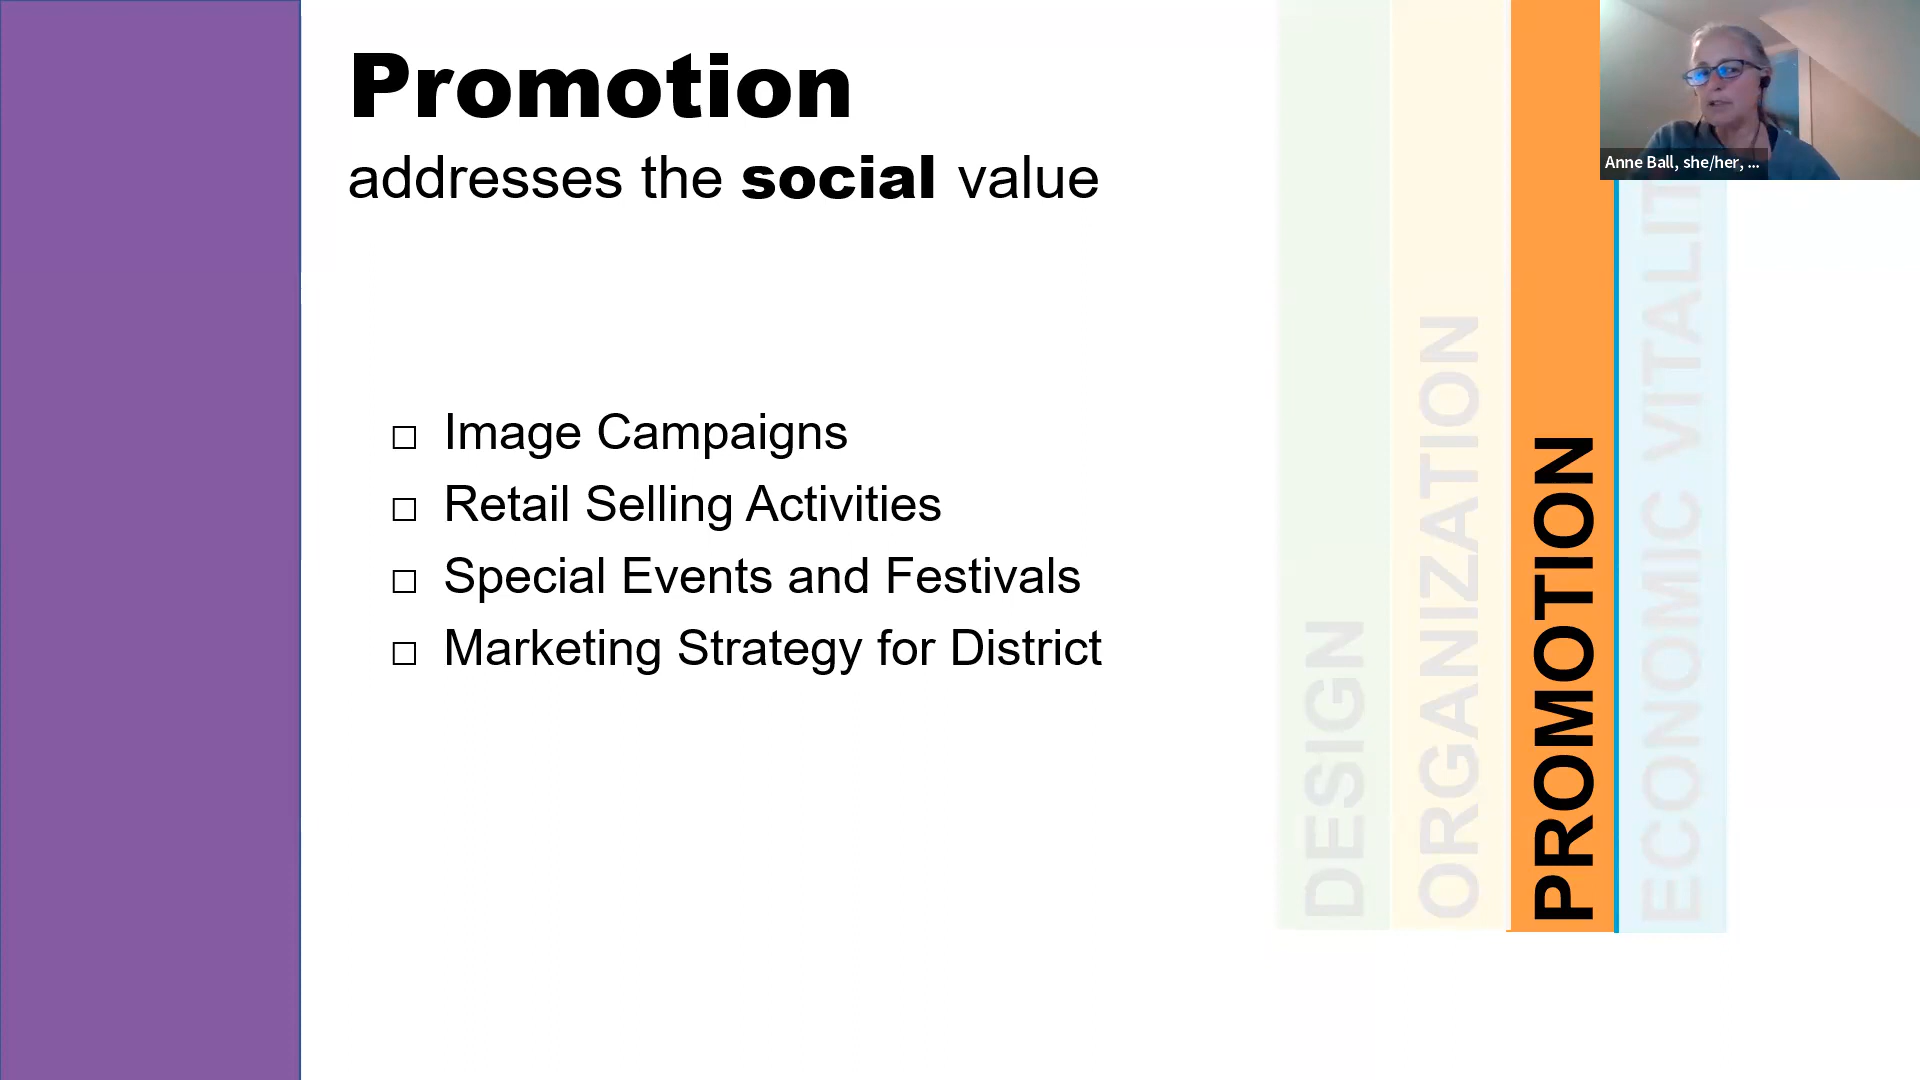 Promotion
addresses the social value
Image Campaigns
Retail Selling Activities
Special Events and Festivals
Marketing Strategy for District
DESIGN
ORGANIZATION
PROMOTION
ECONOMIC VITALIT
Anne Ball, she/her, ...